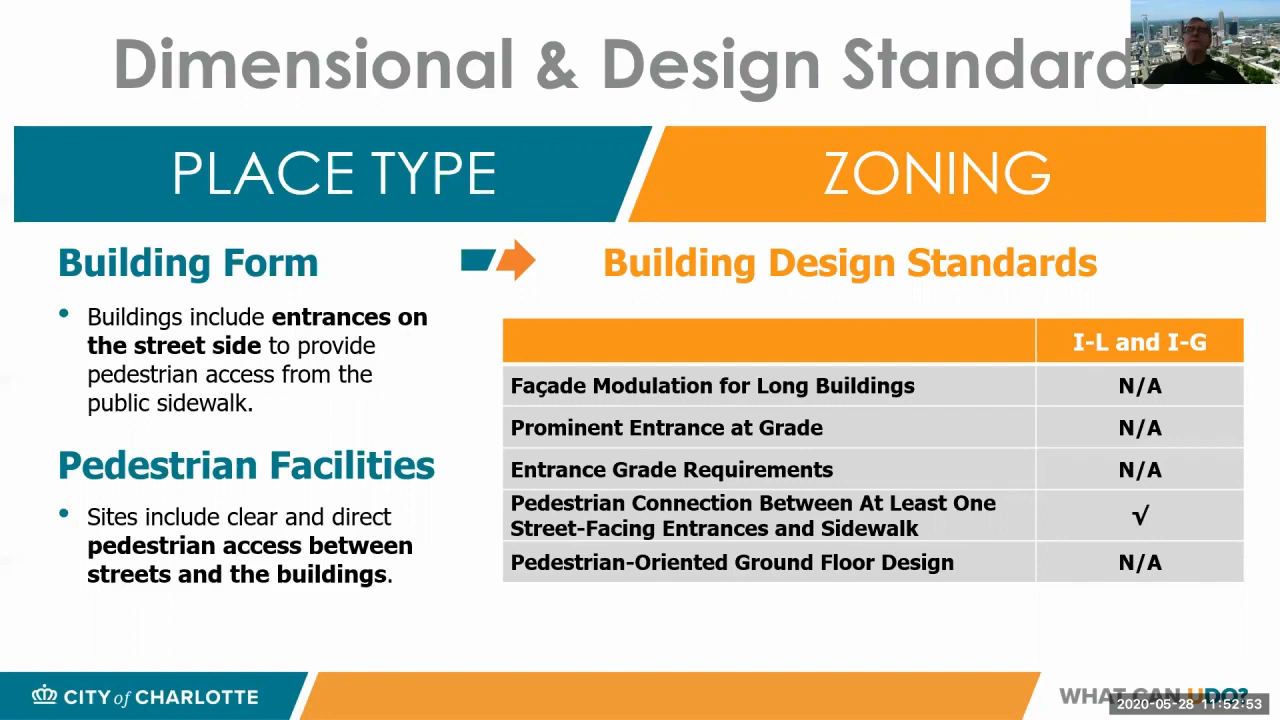 Dimensional & Design Standards
PLACE TYPE
ZONING
Building Form
• Buildings include entrances on
the street side to provide
pedestrian access from the
public sidewalk.
Pedestrian Facilities
• Sites include clear and direct
pedestrian access between
streets and the buildings.
Building Design Standards
I-L and I-G
Façade Modulation for Long Buildings N/A
Prominent Entrance at Grade N/A
Entrance Grade Requirements N/A
Pedestrian Connection Between At Least One
Street-Facing Entrances and Sidewalk √
Pedestrian-Oriented Ground Floor Design N/A
CITY of CHARLOTTE
WHAT CAN UDO?
2020-05-28 11:52:53